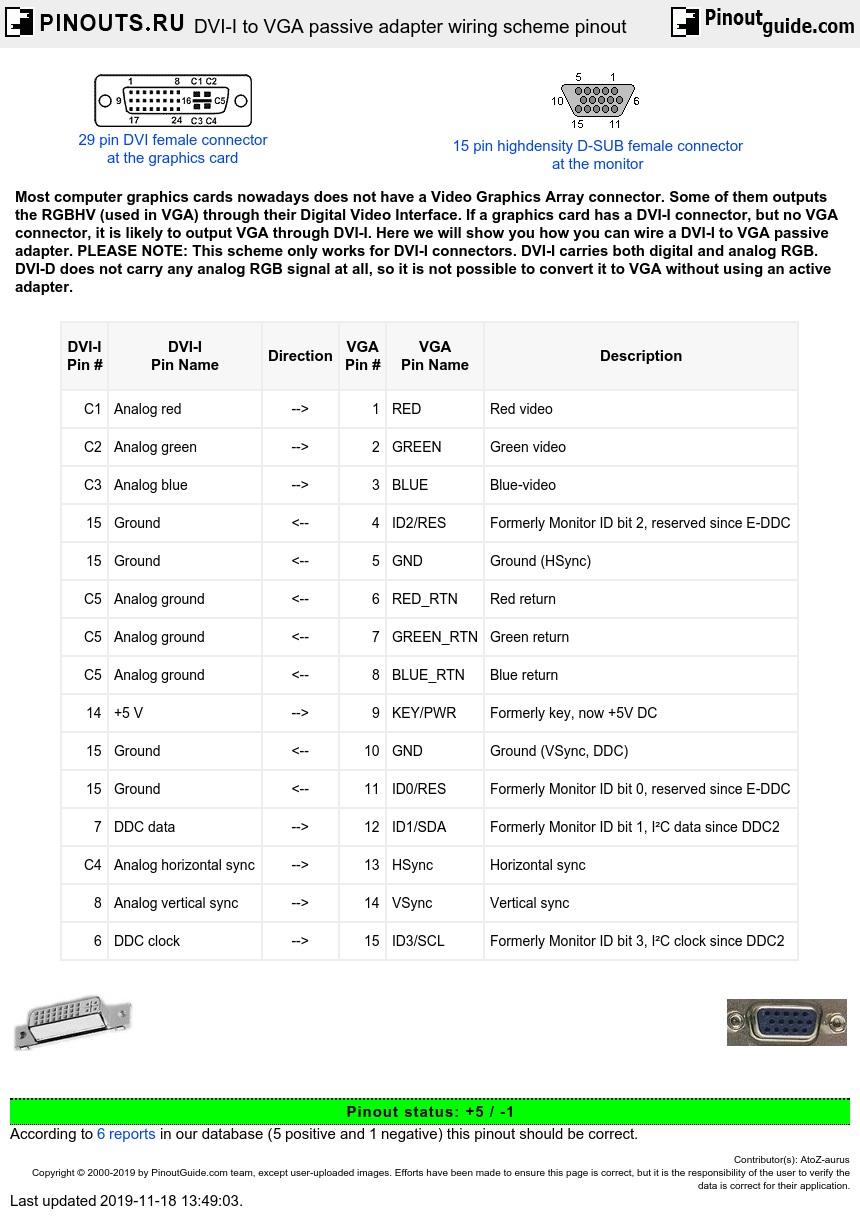 PINOUTS.RU DVI-I to VGA passive adapter wiring scheme pinout Pinoutguide.com
1 8 C1 C2
9 16 C5
17 24 C3 C4
29 pin DVI female connector
at the graphics card
5 1
10 6
15 11
15 pin highdensity D-SUB female connector
at the monitor
Most computer graphics cards nowadays does not have a Video Graphics Array connector. Some of them outputs
the RGBHV (used in VGA) through their Digital Video Interface. If a graphics card has a DVI-I connector, but no VGA
connector, it is likely to output VGA through DVI-I. Here we will show you how you can wire a DVI-I to VGA passive
adapter. PLEASE NOTE: This scheme only works for DVI-I connectors. DVI-I carries both digital and analog RGB.
DVI-D does not carry any analog RGB signal at all, so it is not possible to convert it to VGA without using an active
adapter.
DVI-I Pin # DVI-I Pin Name Direction VGA Pin # VGA Pin Name Description
C1 Analog red --> 1 RED Red video
C2 Analog green --> 2 GREEN Green video
C3 Analog blue --> 3 BLUE Blue-video
15 Ground <-- 4 ID2/RES Formerly Monitor ID bit 2, reserved since E-DDC
15 Ground <-- 5 GND Ground (HSync)
C5 Analog ground <-- 6 RED_RTN Red return
C5 Analog ground <-- 7 GREEN_RTN Green return
C5 Analog ground <-- 8 BLUE_RTN Blue return
14 +5 V --> 9 KEY/PWR Formerly key, now +5V DC
15 Ground <-- 10 GND Ground (VSync, DDC)
15 Ground <-- 11 ID0/RES Formerly Monitor ID bit 0, reserved since E-DDC
7 DDC data --> 12 ID1/SDA Formerly Monitor ID bit 1, I²C data since DDC2
C4 Analog horizontal sync --> 13 HSync Horizontal sync
8 Analog vertical sync --> 14 VSync Vertical sync
6 DDC clock --> 15 ID3/SCL Formerly Monitor ID bit 3, I²C clock since DDC2
Pinout status: +5 / -1
According to 6 reports in our database (5 positive and 1 negative) this pinout should be correct.
Contributor(s): AtoZ-aurus
Copyright © 2000-2019 by PinoutGuide.com team, except user-uploaded images. Efforts have been made to ensure this page is correct, but it is the responsibility of the user to verify the
data is correct for their application.
Last updated 2019-11-18 13:49:03.